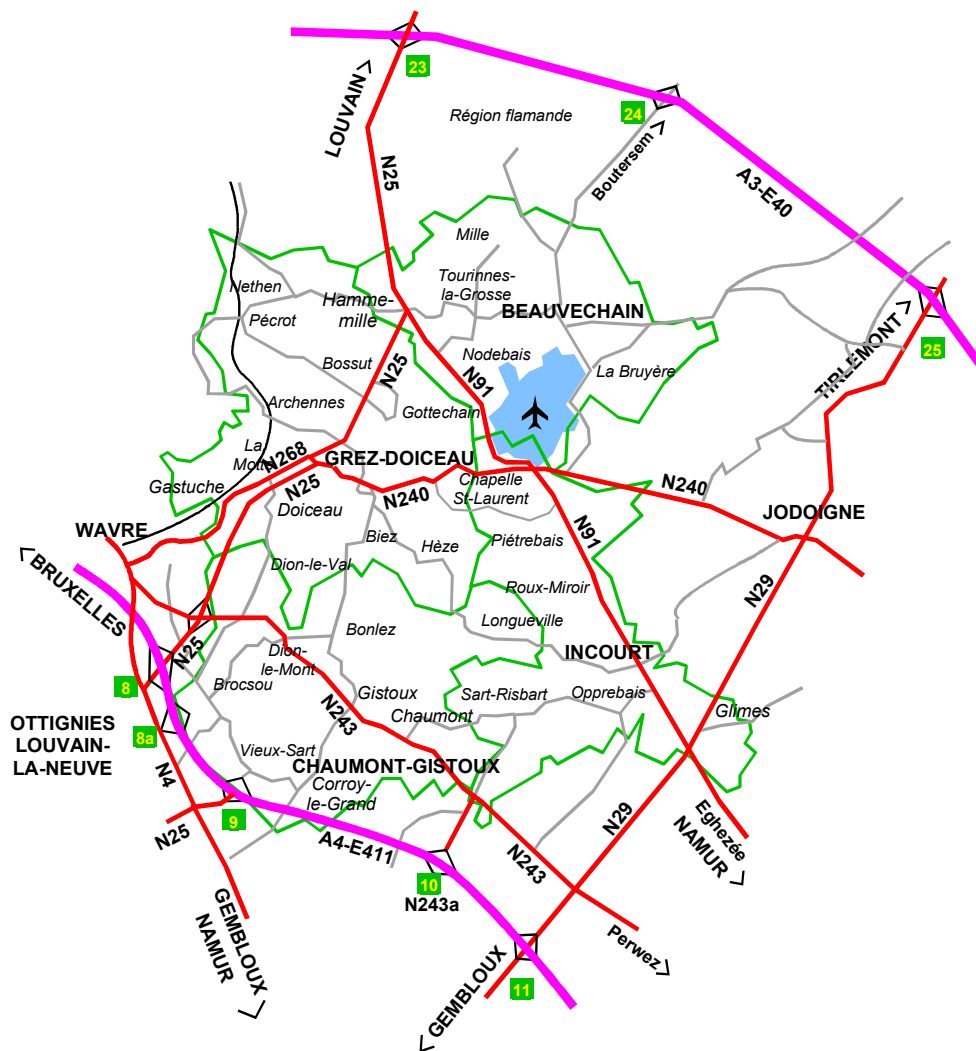 23
LOUVAIN >
Région flamande
24
Boutersem >
N25
A3-E40
Mille
Nethen
Tourinnes-
la-Grosse
Hamme-
mille
BEAUVECHAIN
Pécrot
TIRLEMONT >
25
Bossut
N25
Nodebais
N91
La Bruyère
Archennes
Gottechain
La
Motte
N268
GREZ-DOICEAU
Gastuche
N25
N240
Chapelle
St-Laurent
N240
Doiceau
JODOIGNE
WAVRE
Biez
Hèze
Piétrebais
N91
< BRUXELLES
Dion-le-Val
Roux-Miroir
N29
Longueville
Bonlez
N25
Dion-
le-Mont
INCOURT
8
Brocsou
Gistoux
Sart-Risbart
Opprebais
N243
Chaumont
Glimes
OTTIGNIES
LOUVAIN-
LA-NEUVE
8a
Vieux-Sart
CHAUMONT-GISTOUX
N4
Corroy-
le-Grand
9
N25
A4-E411
N29
Eghezée
NAMUR >
N243
10
N243a
GEMBLOUX
NAMUR >
Perwez >
< GEMBLOUX
11